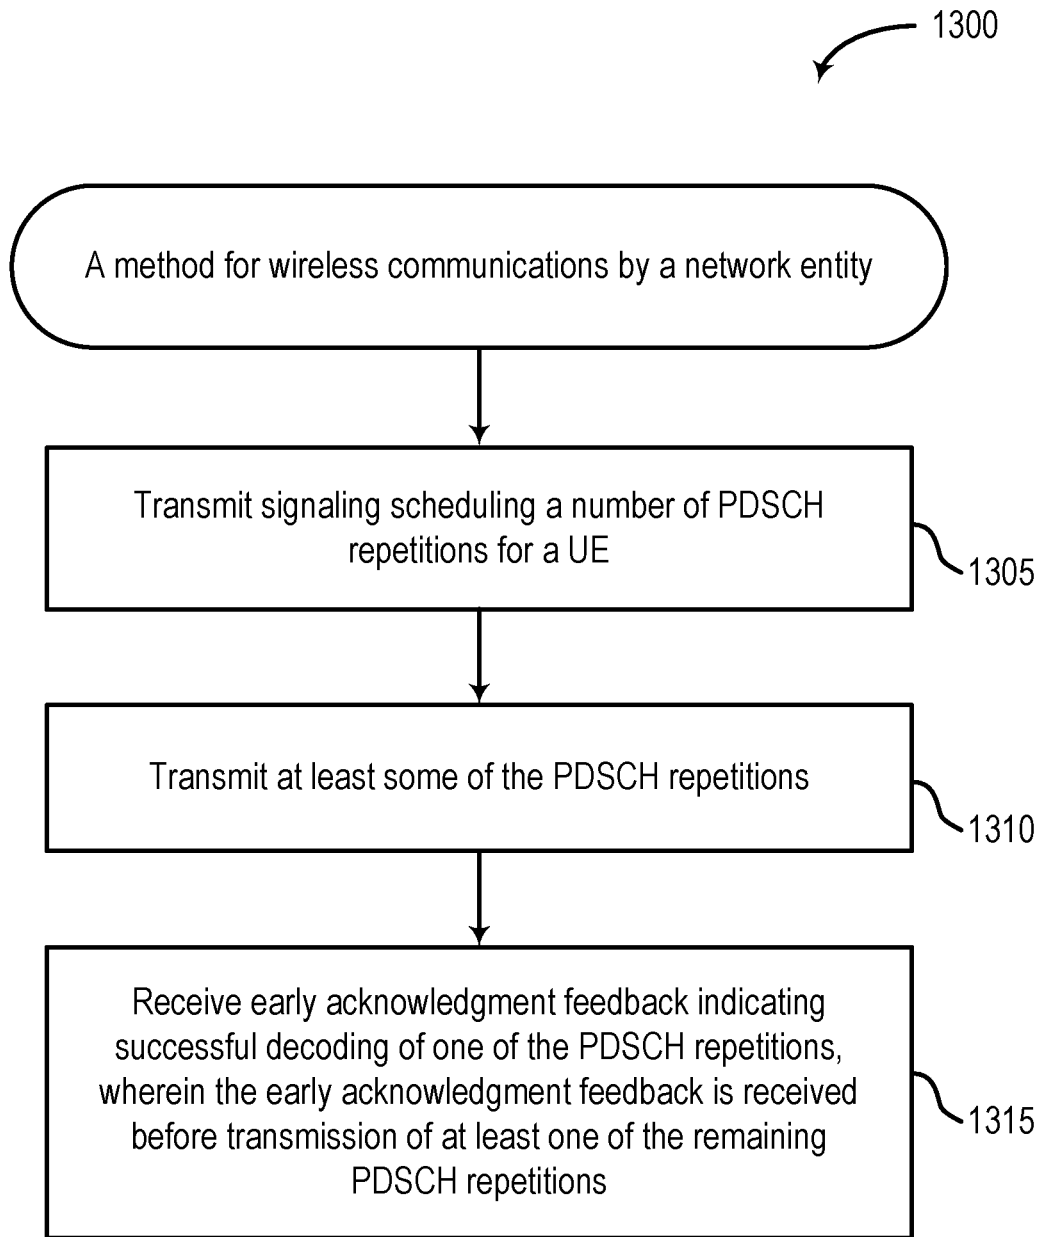 1300
A method for wireless communications by a network entity
Transmit signaling scheduling a number of PDSCH
repetitions for a UE
1305
Transmit at least some of the PDSCH repetitions
1310
Receive early acknowledgment feedback indicating
successful decoding of one of the PDSCH repetitions,
wherein the early acknowledgment feedback is received
before transmission of at least one of the remaining
PDSCH repetitions
1315